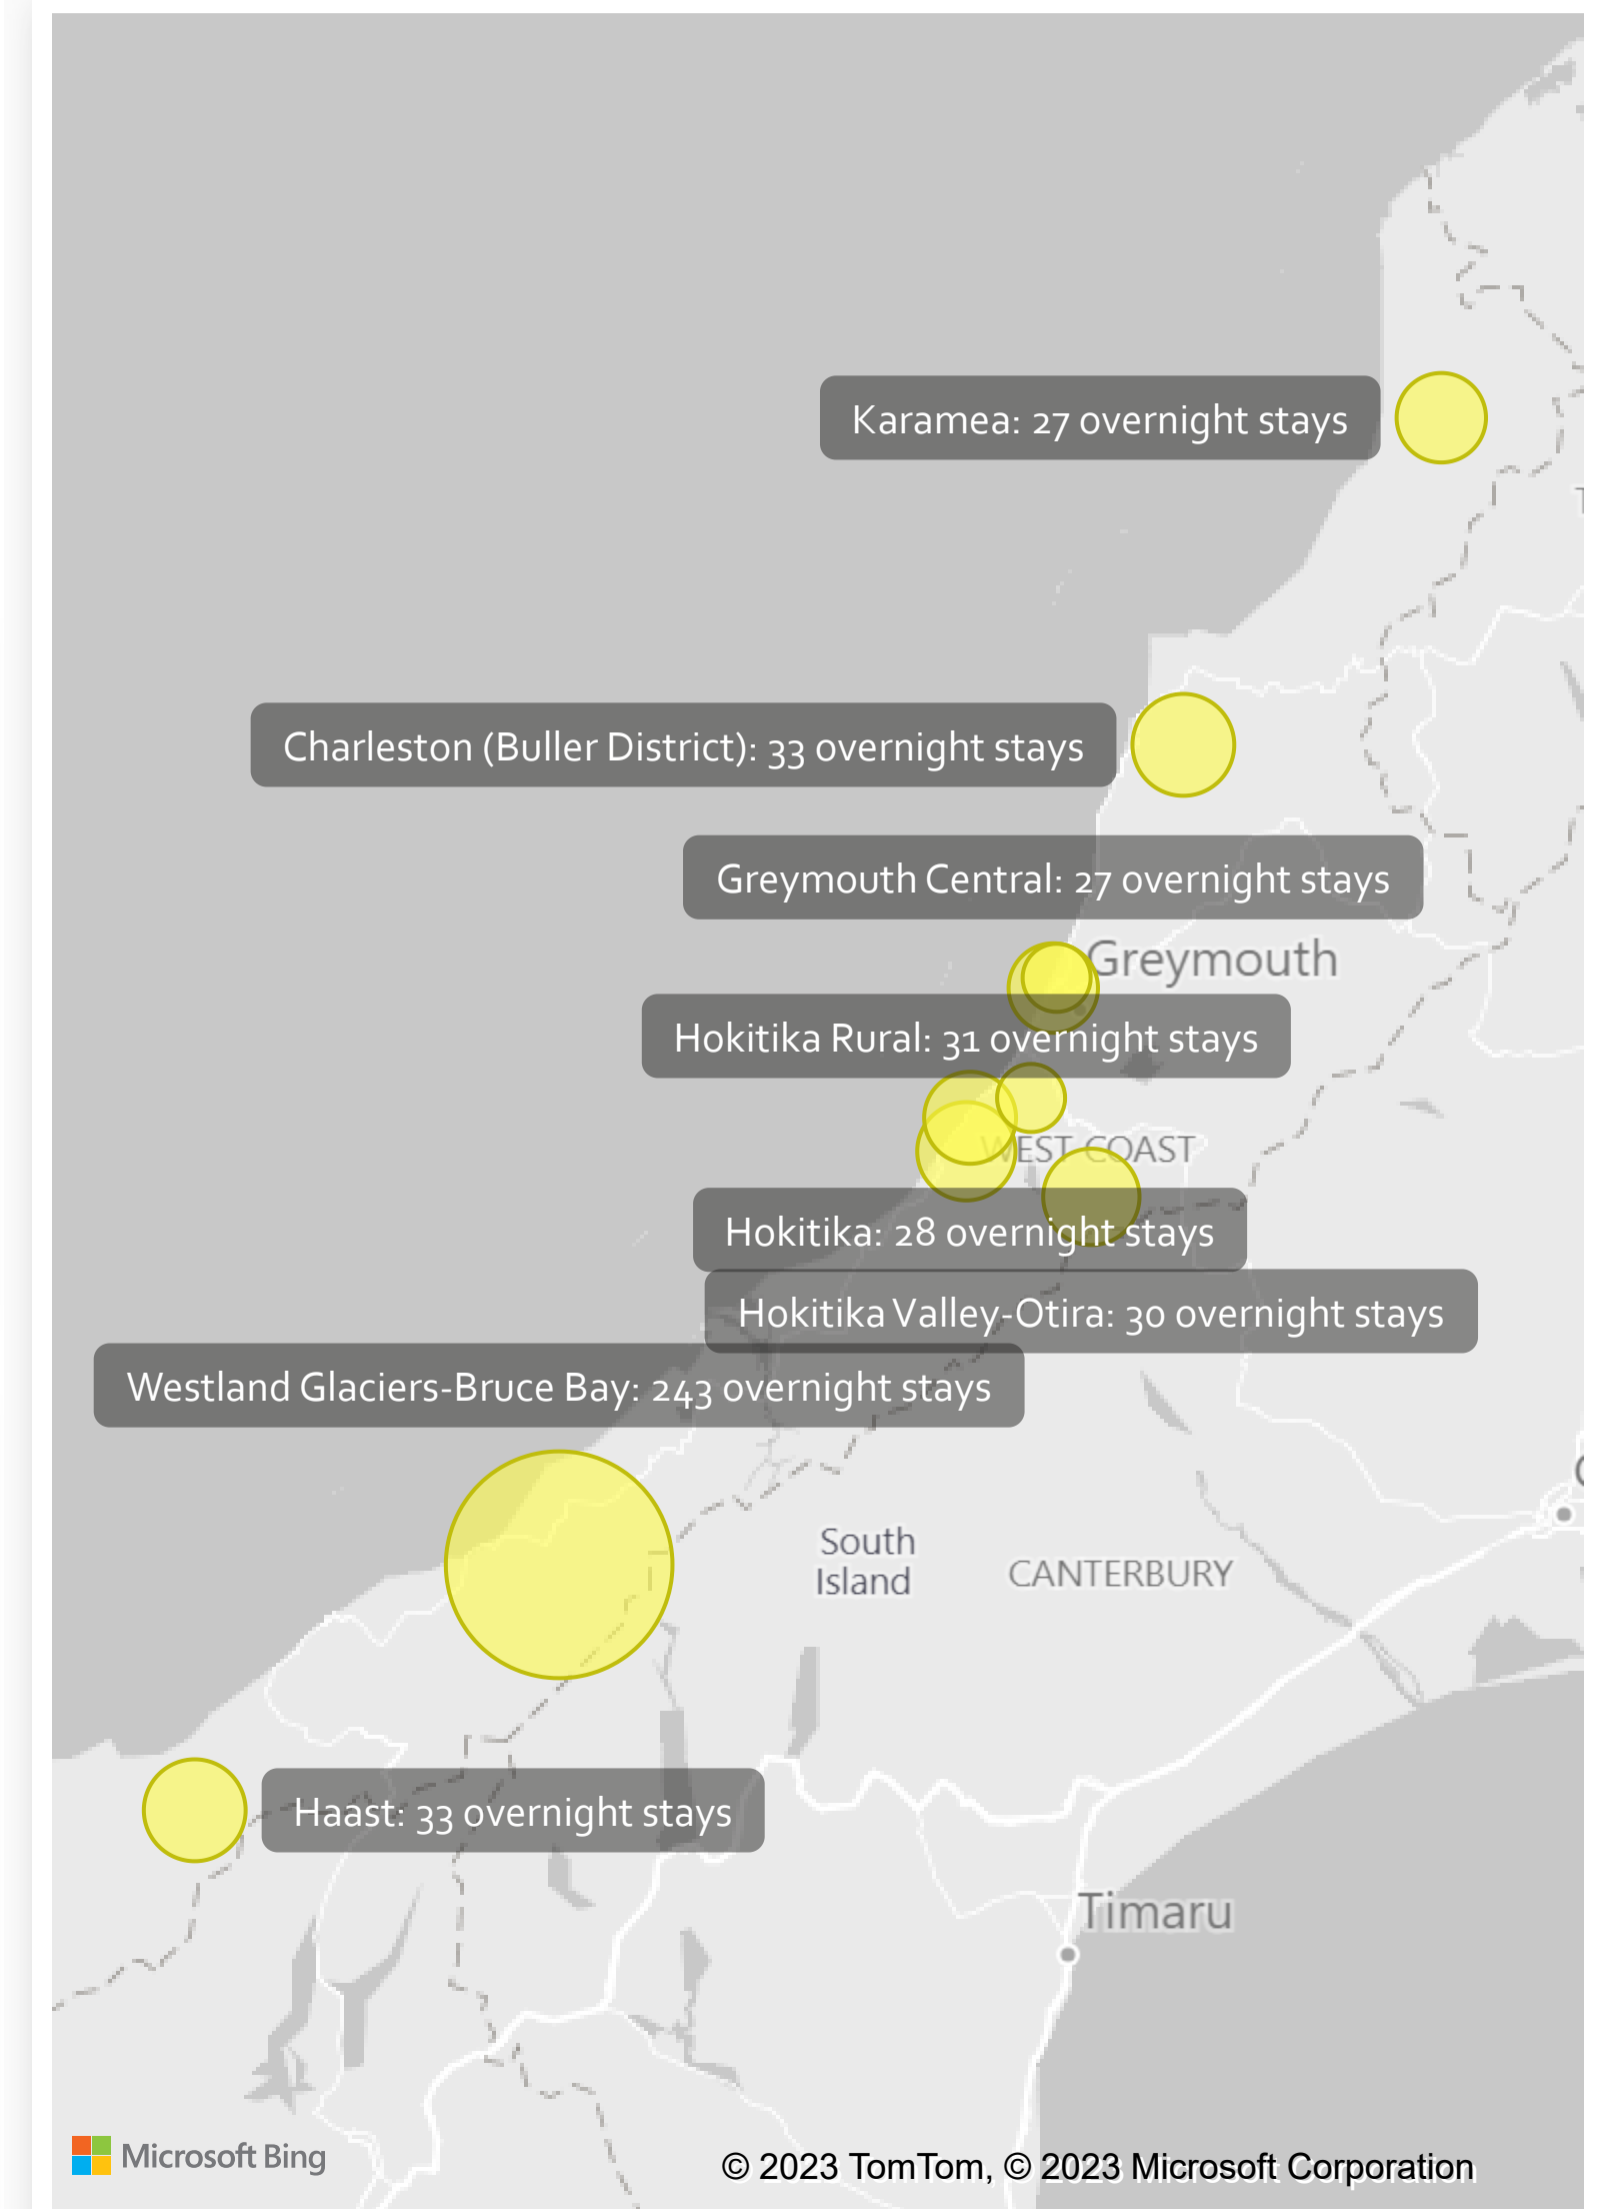 Karamea: 27 overnight stays
Charleston (Buller District): 33 overnight stays
Greymouth Central: 27 overnight stays
Greymouth
Hokitika Rural: 31 overnight stays
WEST COAST
Hokitika: 28 overnight stays
Hokitika Valley-Otira: 30 overnight stays
Westland Glaciers-Bruce Bay: 243 overnight stays
South
Island
CANTERBURY
Haast: 33 overnight stays
Timaru
Microsoft Bing
© 2023 TomTom, © 2023 Microsoft Corporation